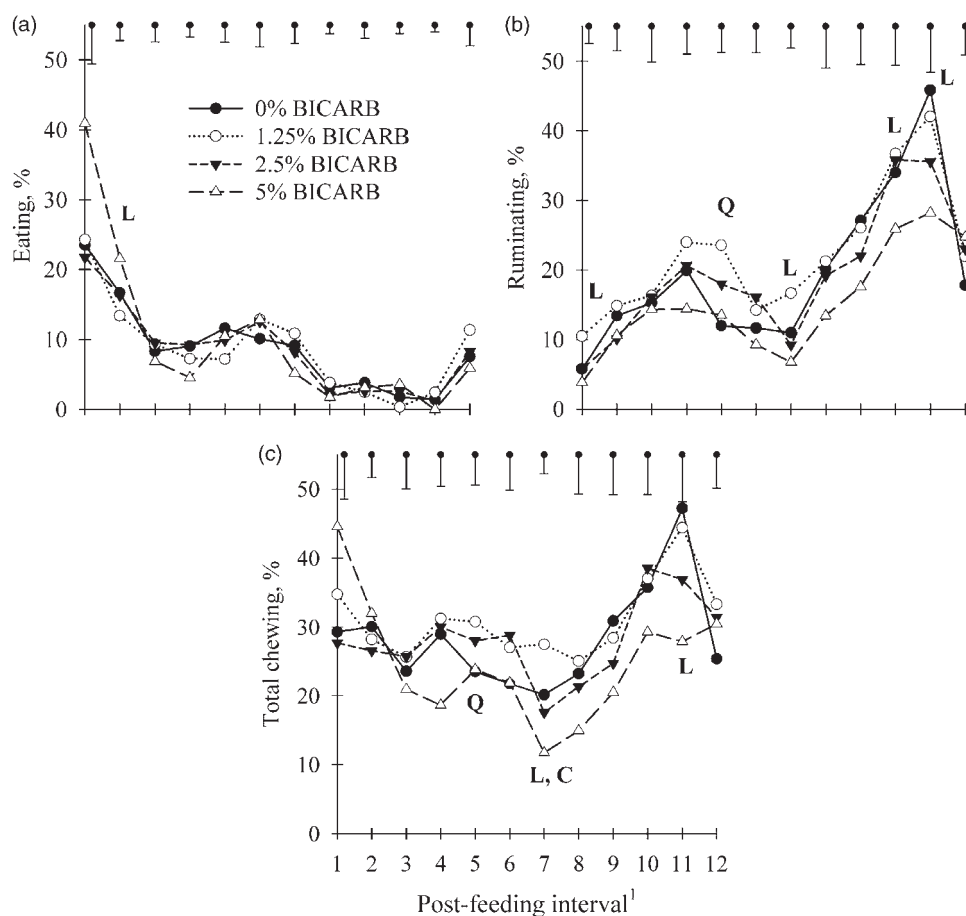 (a)
50
40
30
20
10
0
Eating, %
0% BICARB
1.25% BICARB
2.5% BICARB
5% BICARB
L
(b)
50
40
30
20
10
0
Ruminating, %
L
Q
L
L
L
(c)
50
40
30
20
10
0
Total chewing, %
Q
L, C
L
1 2 3 4 5 6 7 8 9 10 11 12
Post-feeding interval¹